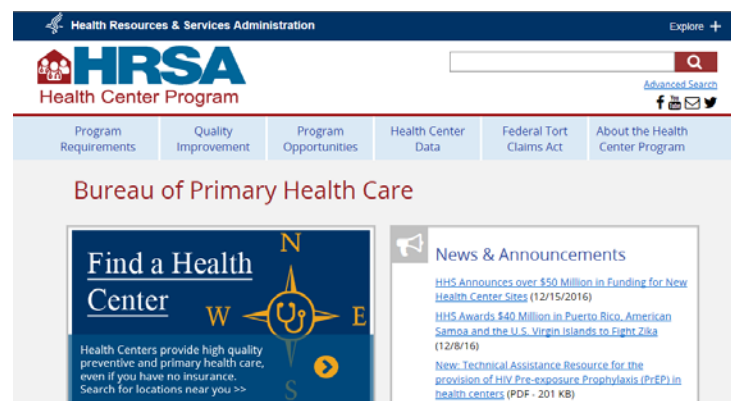 Health Resources & Services Administration
Explore +
HRSA
Health Center Program
Advanced Search
Program Requirements
Quality Improvement
Program Opportunities
Health Center Data
Federal Tort Claims Act
About the Health Center Program
Bureau of Primary Health Care
Find a Health
Center
N
W
E
S
Health Centers provide high quality
preventive and primary health care,
even if you have no insurance.
Search for locations near you >>
News & Announcements
HHS Announces over $50 Million in Funding for New
Health Center Sites (12/15/2016)
HHS Awards $40 Million in Puerto Rico, American
Samoa and the U.S. Virgin Islands to Fight Zika
(12/8/16)
New: Technical Assistance Resource for the
provision of HIV Pre-exposure Prophylaxis (PrEP) in
health centers (PDF - 201 KB)